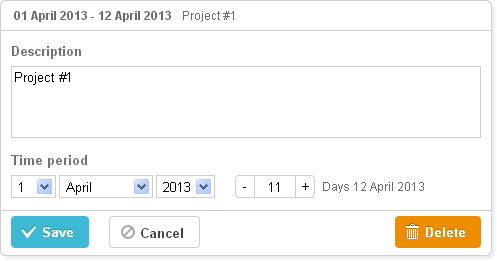 01 April 2013 - 12 April 2013 Project #1
Description
Project #1
Time period
1 April 2013 - 11 + Days 12 April 2013
Save Cancel Delete